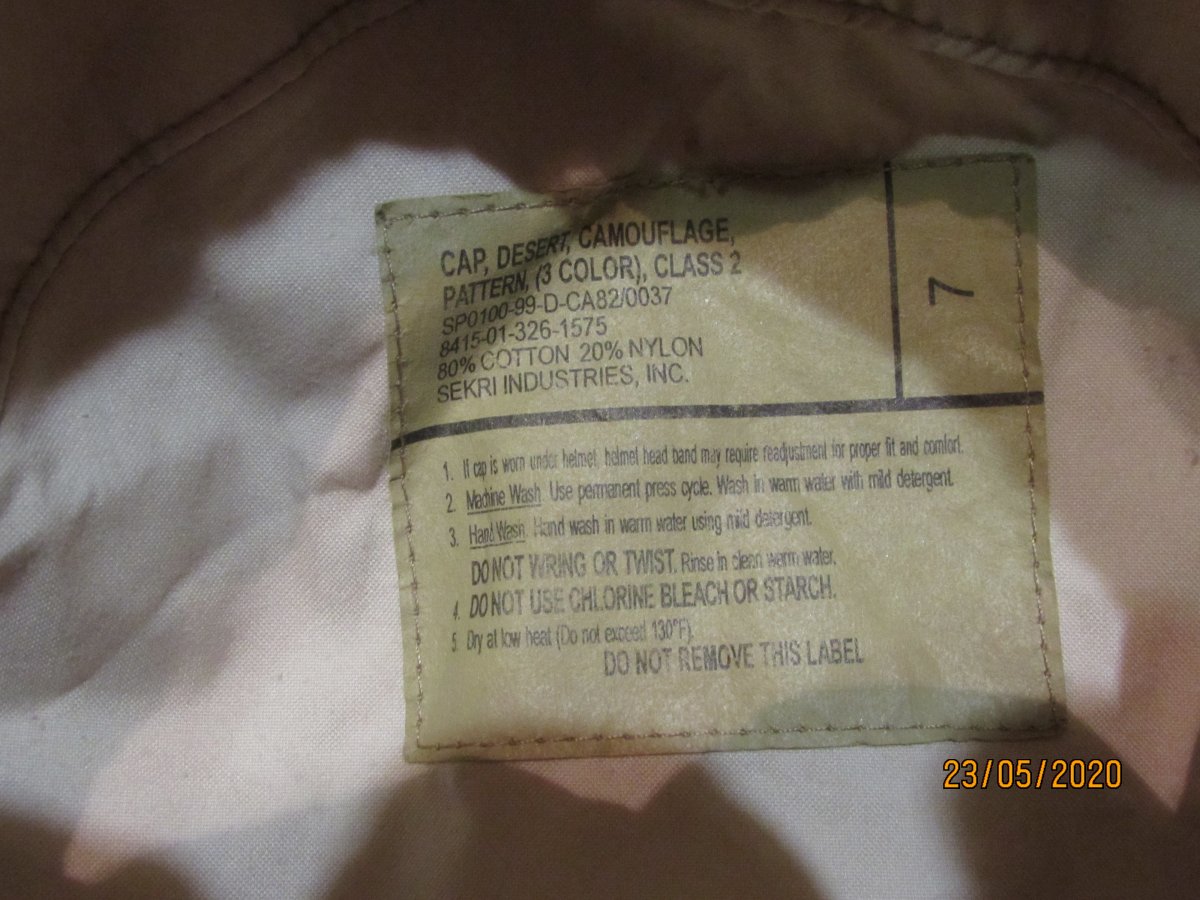 CAP, DESERT, CAMOUFLAGE,
PATTERN, (3 COLOR), CLASS 2
SP0100-99-D-CA82/0037
8415-01-326-1575
80% COTTON 20% NYLON
SEKRI INDUSTRIES, INC.
7
1. If cap is worn under helmet, helmet head band may require readjustment for proper fit and comfort.
2. Machine Wash. Use permanent press cycle. Wash in warm water with mild detergent.
3. Hand Wash. Hand wash in warm water using mild detergent.
DO NOT WRING OR TWIST. Rinse in clean warm water.
4. DO NOT USE CHLORINE BLEACH OR STARCH.
5. Dry at low heat (Do not exceed 130°F).
DO NOT REMOVE THIS LABEL
23/05/2020